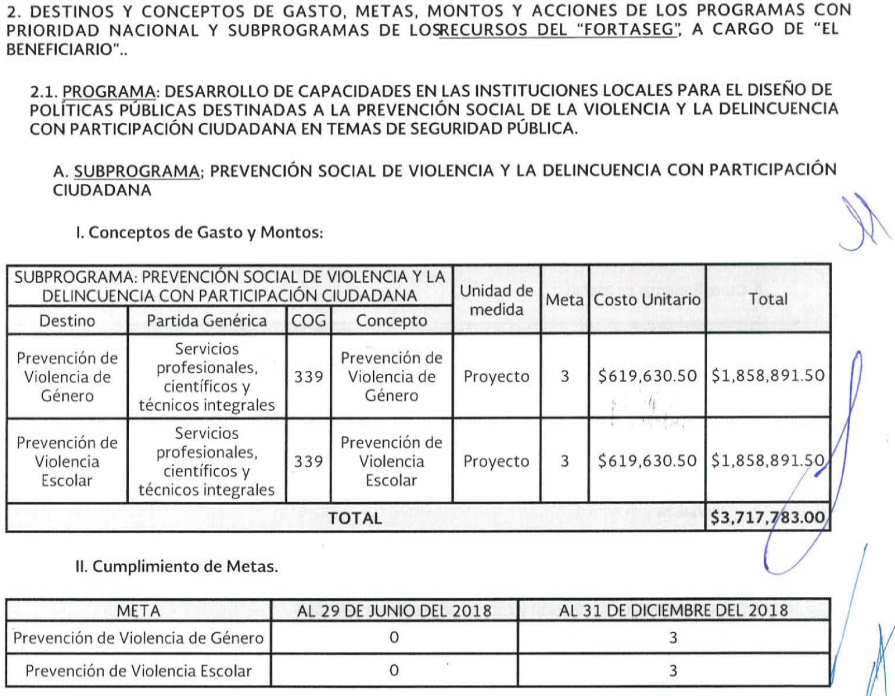 2. DESTINOS Y CONCEPTOS DE GASTO, METAS, MONTOS Y ACCIONES DE LOS PROGRAMAS CON
PRIORIDAD NACIONAL Y SUBPROGRAMAS DE LOS RECURSOS DEL "FORTASEG", A CARGO DE "EL
BENEFICIARIO"..
2.1. PROGRAMA: DESARROLLO DE CAPACIDADES EN LAS INSTITUCIONES LOCALES PARA EL DISEÑO DE
POLÍTICAS PÚBLICAS DESTINADAS A LA PREVENCIÓN SOCIAL DE LA VIOLENCIA Y LA DELINCUENCIA
CON PARTICIPACIÓN CIUDADANA EN TEMAS DE SEGURIDAD PÚBLICA.
A. SUBPROGRAMA; PREVENCIÓN SOCIAL DE VIOLENCIA Y LA DELINCUENCIA CON PARTICIPACIÓN
CIUDADANA
I. Conceptos de Gasto y Montos:
SUBPROGRAMA: PREVENCIÓN SOCIAL DE VIOLENCIA Y LA
DELINCUENCIA CON PARTICIPACIÓN CIUDADANA
Unidad de
medida
Meta Costo Unitario Total
Destino Partida Genérica COG Concepto
Prevención de
Violencia de
Género
Servicios
profesionales,
científicos y
técnicos integrales
339
Prevención de
Violencia de
Género
Proyecto 3 $619,630.50 $1,858,891.50
Prevención de
Violencia
Escolar
Servicios
profesionales,
científicos y
técnicos integrales
339
Prevención de
Violencia
Escolar
Proyecto 3 $619,630.50 $1,858,891.50
TOTAL $3,717,783.00
II. Cumplimiento de Metas.
META AL 29 DE JUNIO DEL 2018 AL 31 DE DICIEMBRE DEL 2018
Prevención de Violencia de Género 0 3
Prevención de Violencia Escolar 0 3